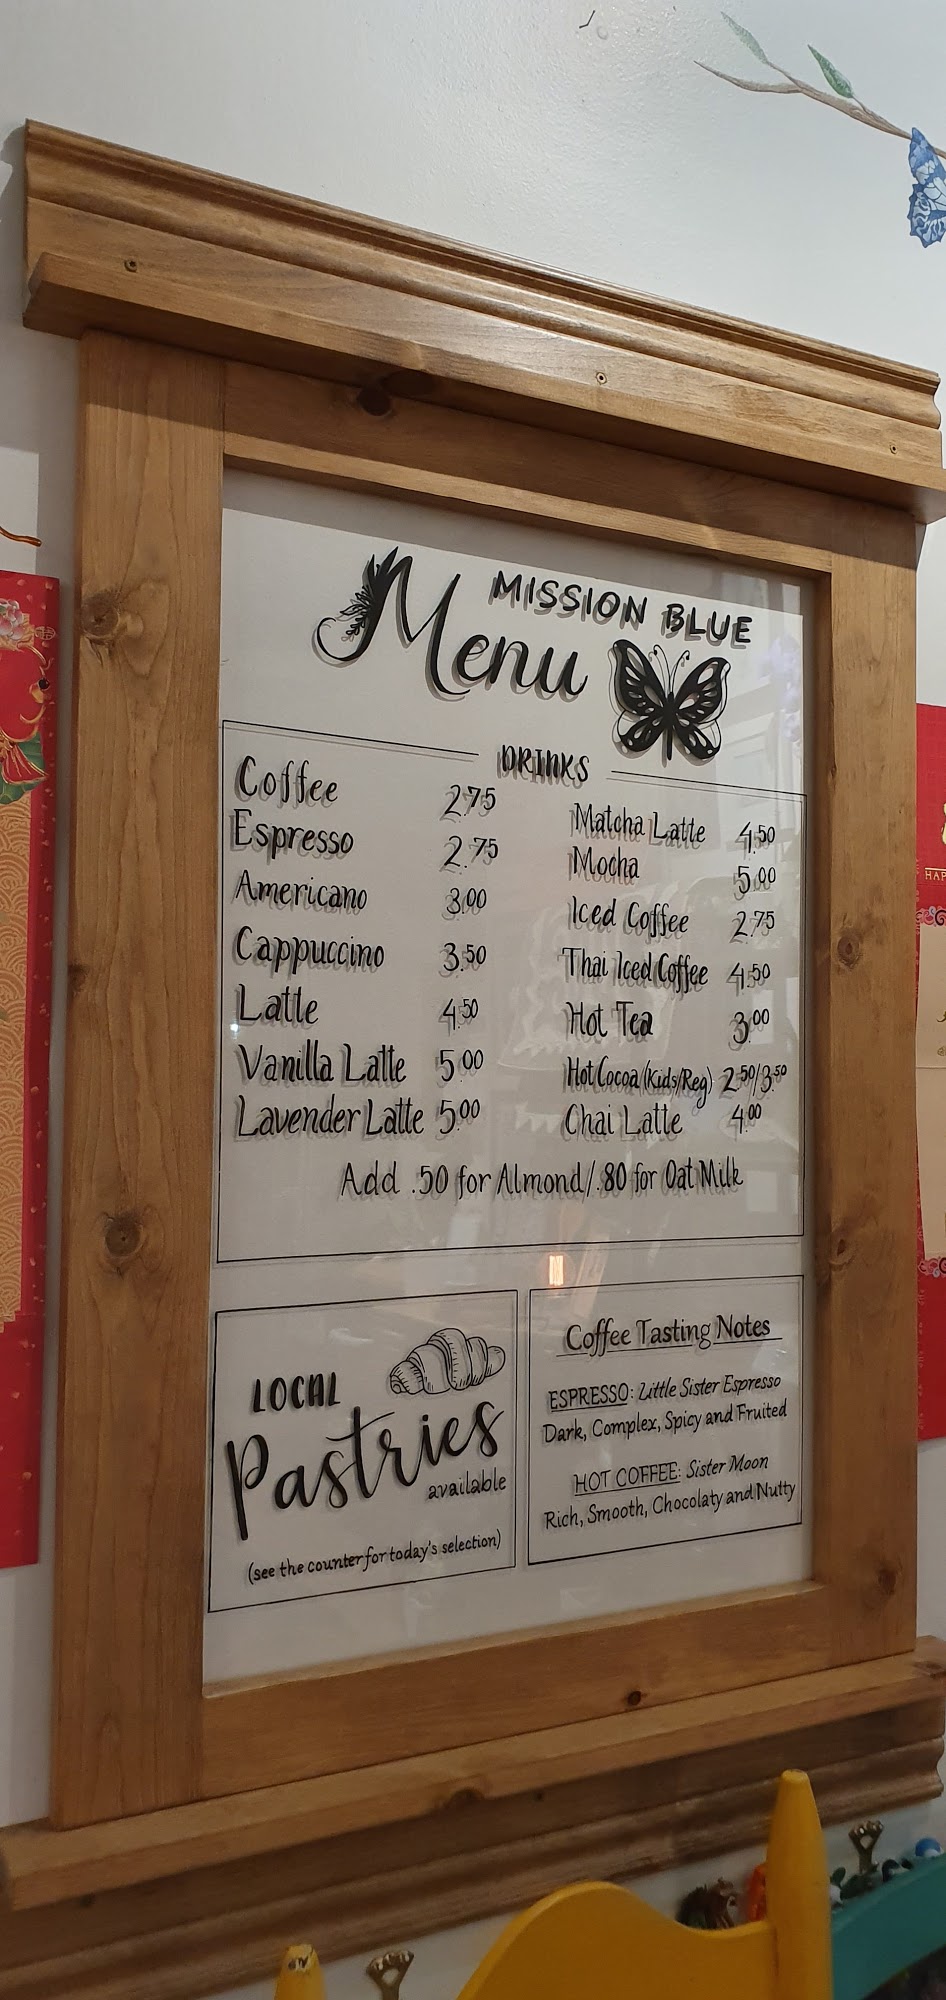 MISSION BLUE
Menu
DRINKS
Coffee 2.75
Espresso 2.75
Americano 3.00
Cappuccino 3.50
Latte 4.50
Vanilla Latte 5.00
Lavender Latte 5.00
Matcha Latte 4.50
Mocha 5.00
Iced Coffee 2.75
Thai Iced Coffee 4.50
Hot Tea 3.00
Hot Cocoa (Kids/Reg) 2.50/3.50
Chai Latte 4.00
Add .50 for Almond/.80 for Oat Milk
LOCAL
Pastries
available
(see the counter for today's selection)
Coffee Tasting Notes
ESPRESSO: Little Sister Espresso
Dark, Complex, Spicy and Fruited
HOT COFFEE: Sister Moon
Rich, Smooth, Chocolaty and Nutty